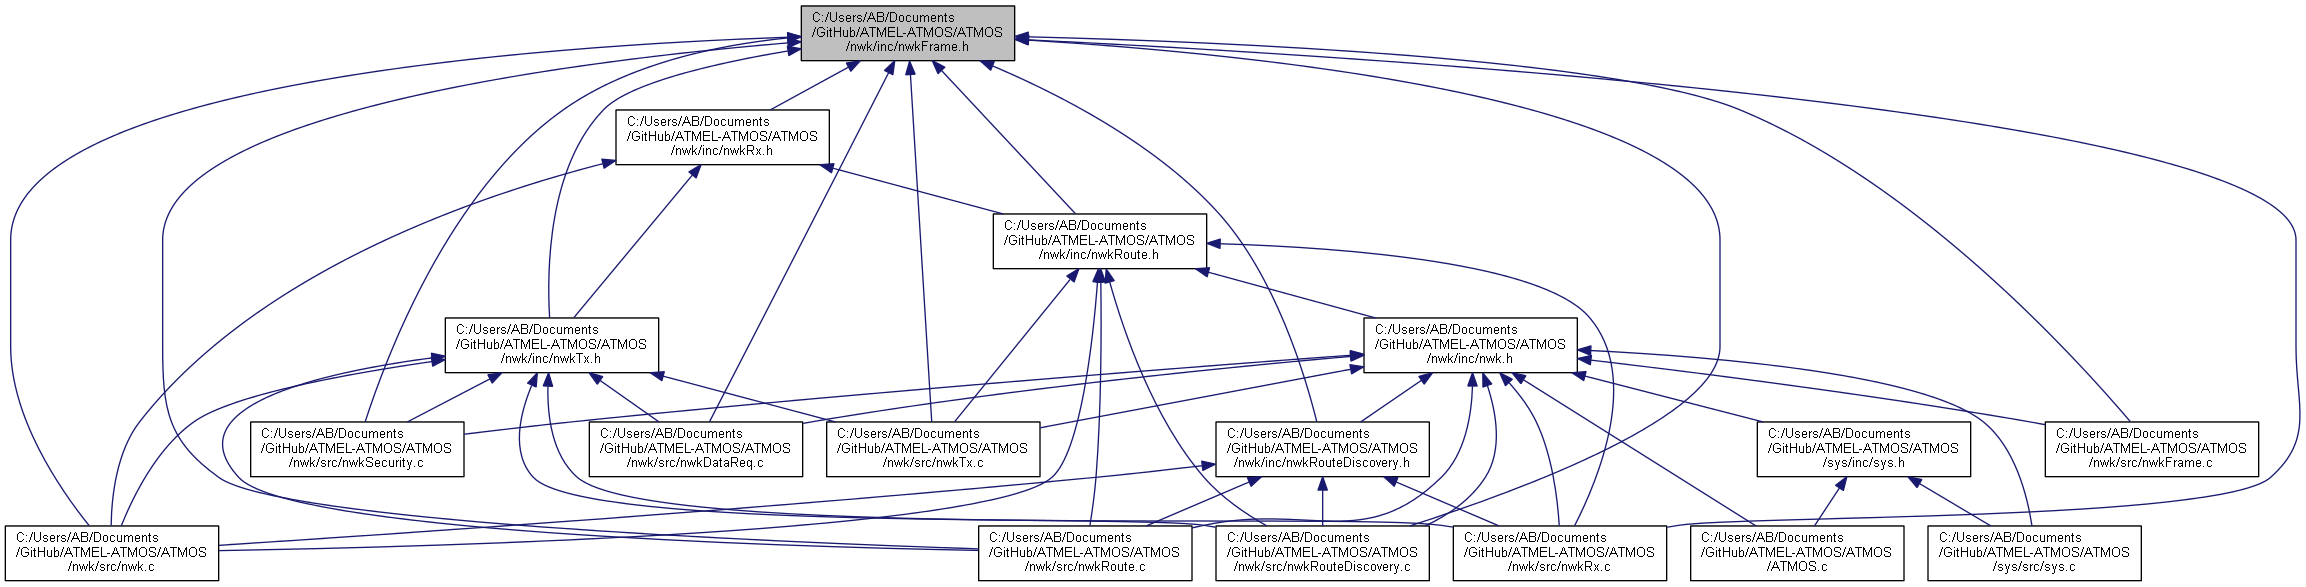 C:/Users/AB/Documents
/GitHub/ATMEL-ATMOS/ATMOS
/nwk/inc/nwkFrame.h
C:/Users/AB/Documents
/GitHub/ATMEL-ATMOS/ATMOS
/nwk/inc/nwkRx.h
C:/Users/AB/Documents
/GitHub/ATMEL-ATMOS/ATMOS
/nwk/inc/nwkRoute.h
C:/Users/AB/Documents
/GitHub/ATMEL-ATMOS/ATMOS
/nwk/inc/nwkTx.h
C:/Users/AB/Documents
/GitHub/ATMEL-ATMOS/ATMOS
/nwk/inc/nwk.h
C:/Users/AB/Documents
/GitHub/ATMEL-ATMOS/ATMOS
/nwk/src/nwkSecurity.c
C:/Users/AB/Documents
/GitHub/ATMEL-ATMOS/ATMOS
/nwk/src/nwkDataReq.c
C:/Users/AB/Documents
/GitHub/ATMEL-ATMOS/ATMOS
/nwk/src/nwkTx.c
C:/Users/AB/Documents
/GitHub/ATMEL-ATMOS/ATMOS
/nwk/inc/nwkRouteDiscovery.h
C:/Users/AB/Documents
/GitHub/ATMEL-ATMOS/ATMOS
/sys/inc/sys.h
C:/Users/AB/Documents
/GitHub/ATMEL-ATMOS/ATMOS
/nwk/src/nwkFrame.c
C:/Users/AB/Documents
/GitHub/ATMEL-ATMOS/ATMOS
/nwk/src/nwk.c
C:/Users/AB/Documents
/GitHub/ATMEL-ATMOS/ATMOS
/nwk/src/nwkRoute.c
C:/Users/AB/Documents
/GitHub/ATMEL-ATMOS/ATMOS
/nwk/src/nwkRouteDiscovery.c
C:/Users/AB/Documents
/GitHub/ATMEL-ATMOS/ATMOS
/nwk/src/nwkRx.c
C:/Users/AB/Documents
/GitHub/ATMEL-ATMOS/ATMOS
/ATMOS.c
C:/Users/AB/Documents
/GitHub/ATMEL-ATMOS/ATMOS
/sys/src/sys.c